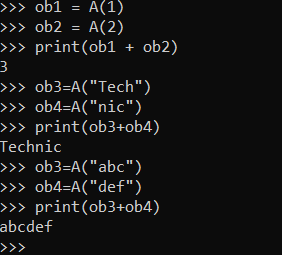 >>> ob1 = A(1)
>>> ob2 = A(2)
>>> print(ob1 + ob2)
3
>>> ob3=A("Tech")
>>> ob4=A("nic")
>>> print(ob3+ob4)
Technic
>>> ob3=A("abc")
>>> ob4=A("def")
>>> print(ob3+ob4)
abcdef
>>>